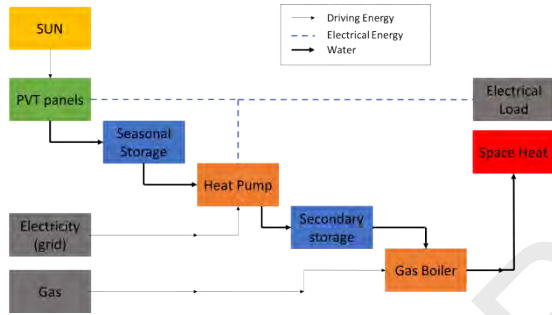 SUN
Driving Energy
Electrical Energy
Water
PVT panels
Electrical
Load
Seasonal
Storage
Space Heat
Heat Pump
Electricity
(grid)
Secondary
storage
Gas Boiler
Gas